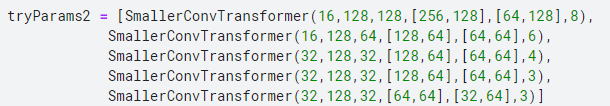 tryParams2 = [SmallerConvTransformer(16,128,128,[256,128],[64,128],8),
SmallerConvTransformer(16,128,64,[128,64],[64,64],6),
SmallerConvTransformer(32,128,32,[128,64],[64,64],4),
SmallerConvTransformer(32,128,32,[128,64],[64,64],3),
SmallerConvTransformer(32,128,32,[64,64],[32,64],3)]